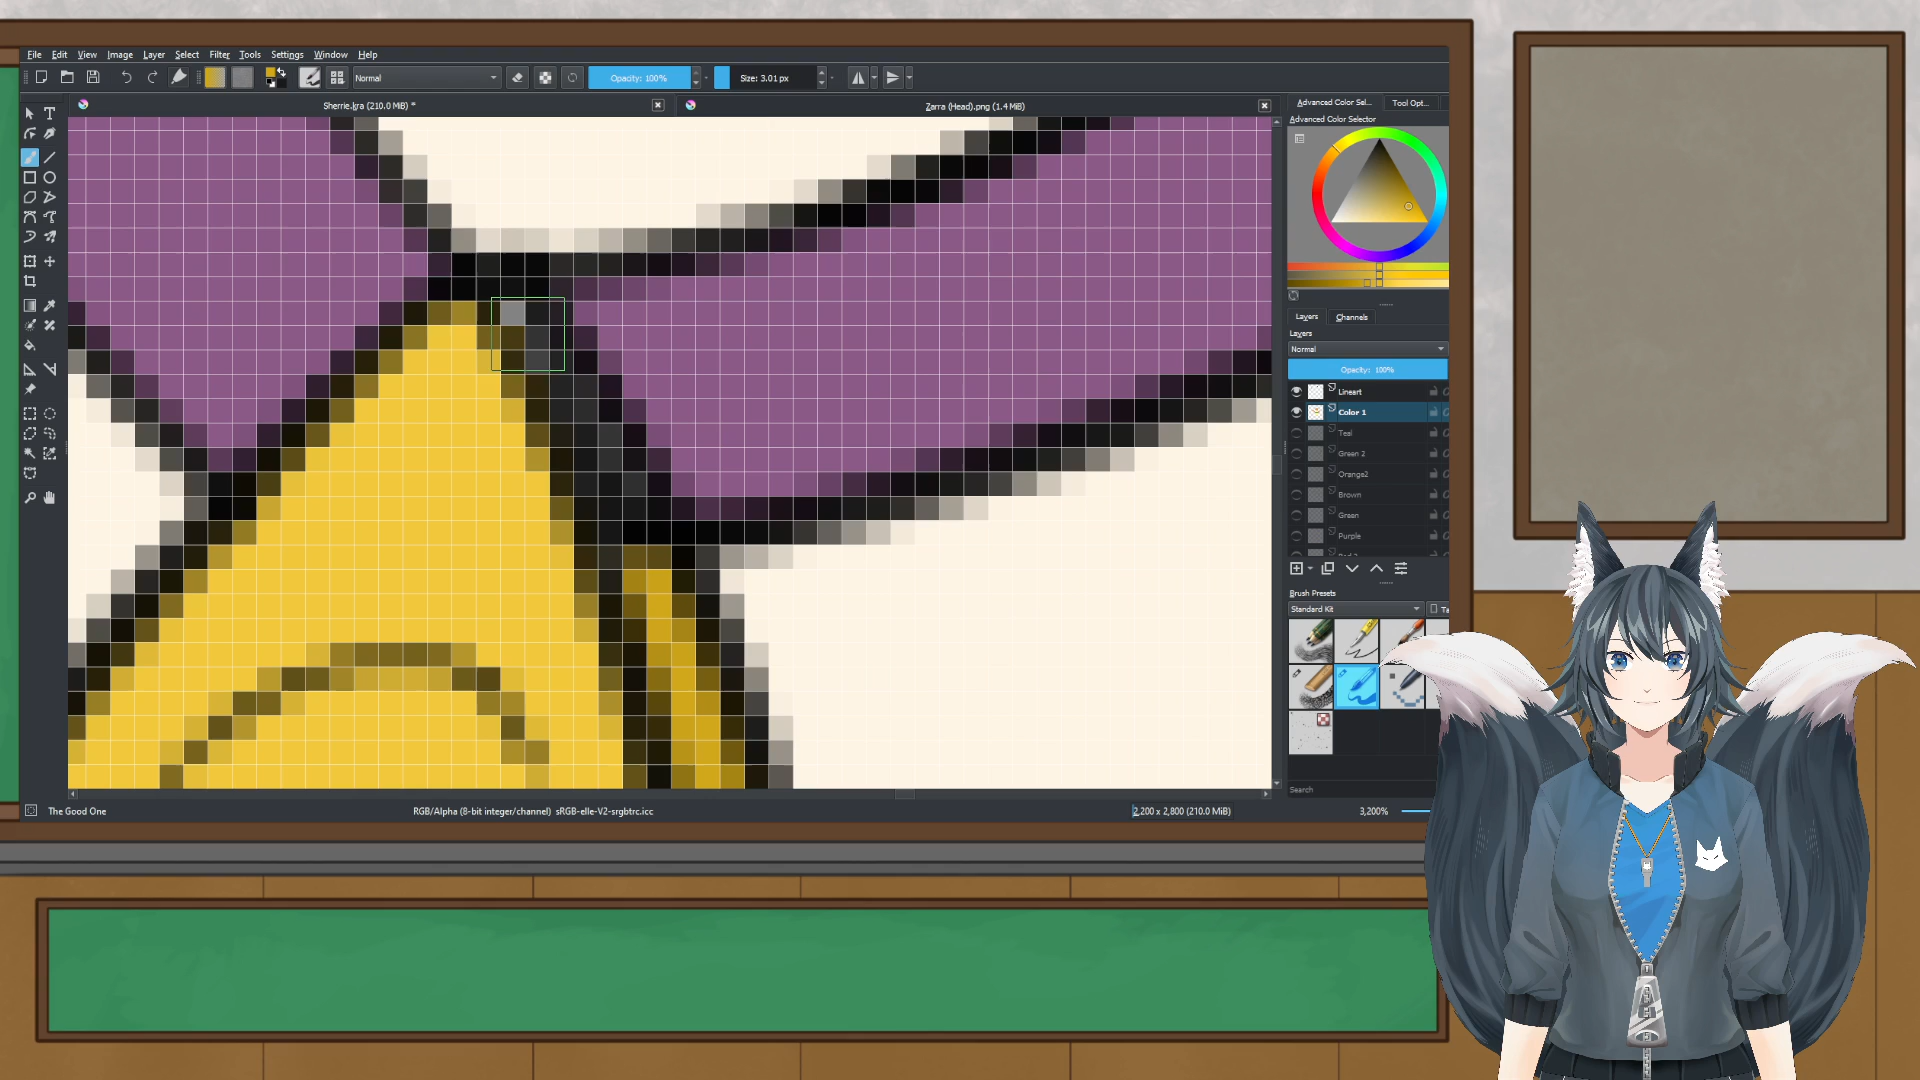 File Edit View Image Layer Select Filter Tools Settings Window Help
Normal Opacity: 100% Size: 3.01 px
Sherrie.kra (210.0 MiB) * Zarra (Head).png (1.4 MiB)
Advanced Color Sel... Tool Opt...
Advanced Color Selector
Layers Channels
Layers
Normal
Opacity: 100%
Lineart
Color 1
Teal
Green 2
Orange2
Brown
Green
Purple
Brush Presets
Standard Kit Ta
Search
The Good One RGB/Alpha (8-bit integer/channel) sRGB-elle-V2-srgbtrc.icc 2,200 x 2,800 (210.0 MiB) 3,200%